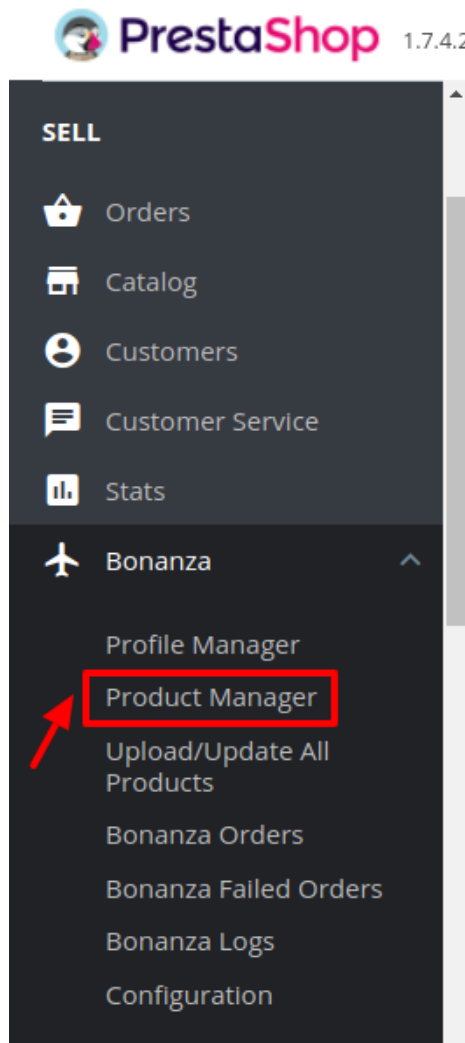 PrestaShop 1.7.4.2
SELL
Orders
Catalog
Customers
Customer Service
Stats
Bonanza
Profile Manager
Product Manager
Upload/Update All
Products
Bonanza Orders
Bonanza Failed Orders
Bonanza Logs
Configuration